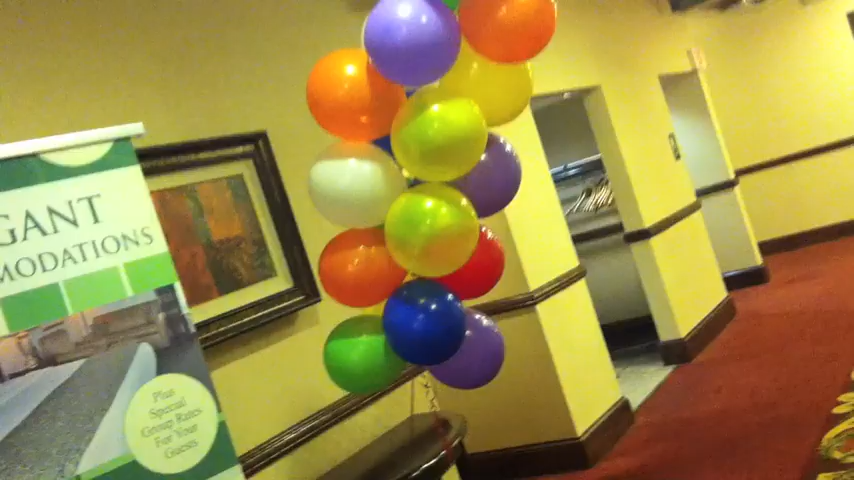 GANT
MODATIONS
Plus
Special
Group Rates
For Your
Guests